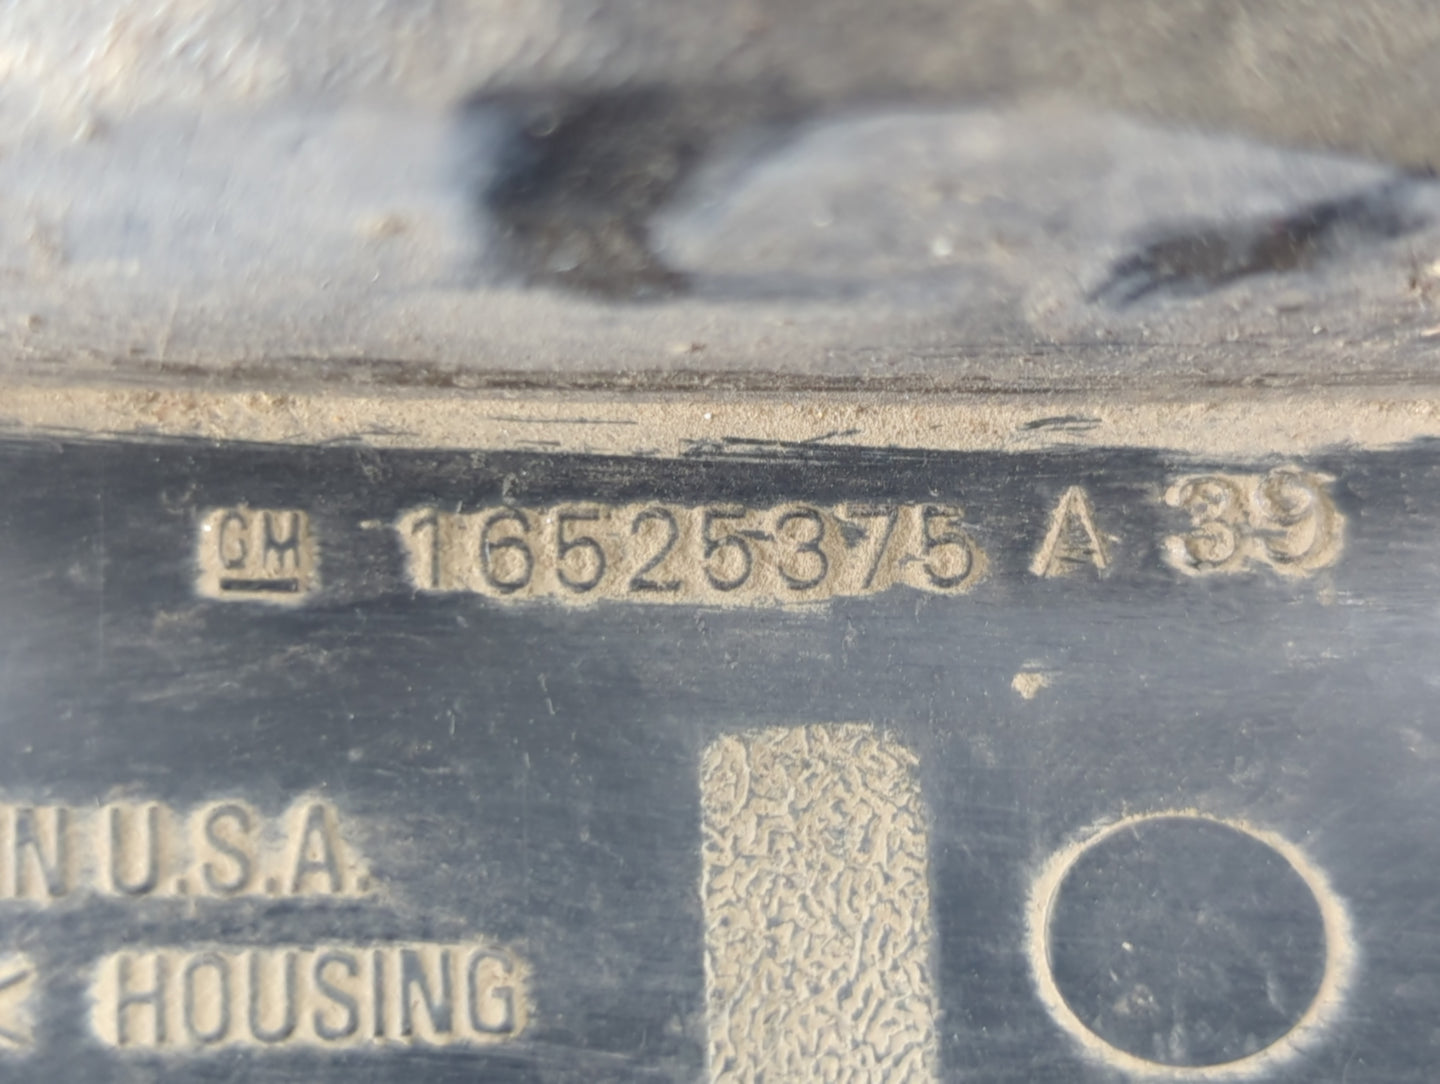 GM 16525375 A 39
N U.S.A.
< HOUSING